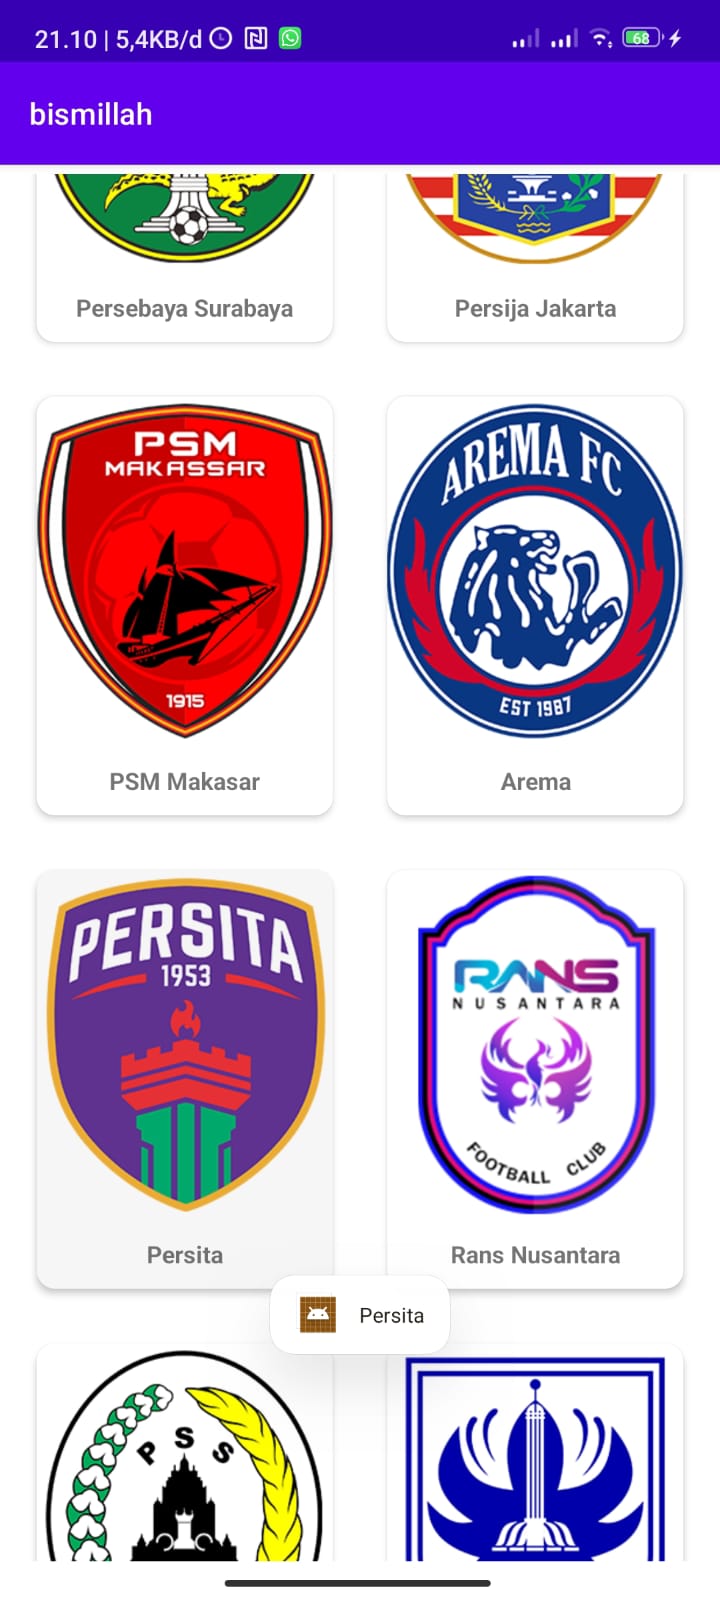 21.10 | 5,4KB/d
68
bismillah
Persebaya Surabaya
Persija Jakarta
PSM
MAKASSAR
1915
PSM Makasar
AREMA FC
EST 1987
Arema
PERSITA
1953
Persita
RANS
NUSANTARA
FOOTBALL CLUB
Rans Nusantara
Persita
PSS